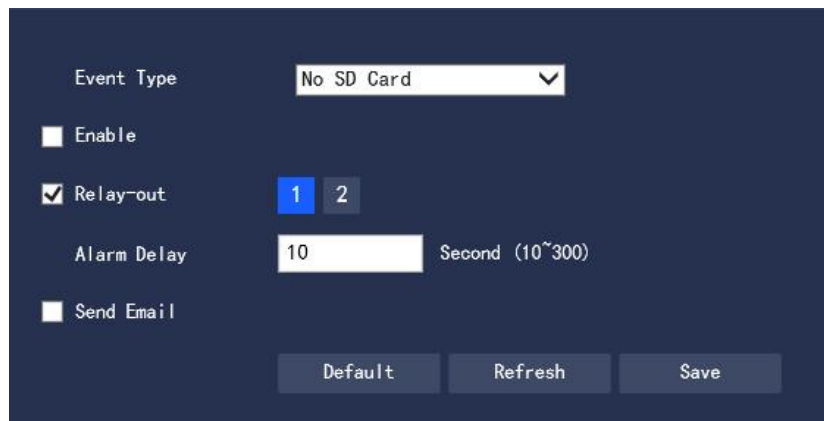 Event Type No SD Card
Enable
Relay-out 1 2
Alarm Delay 10 Second (10~300)
Send Email
Default Refresh Save